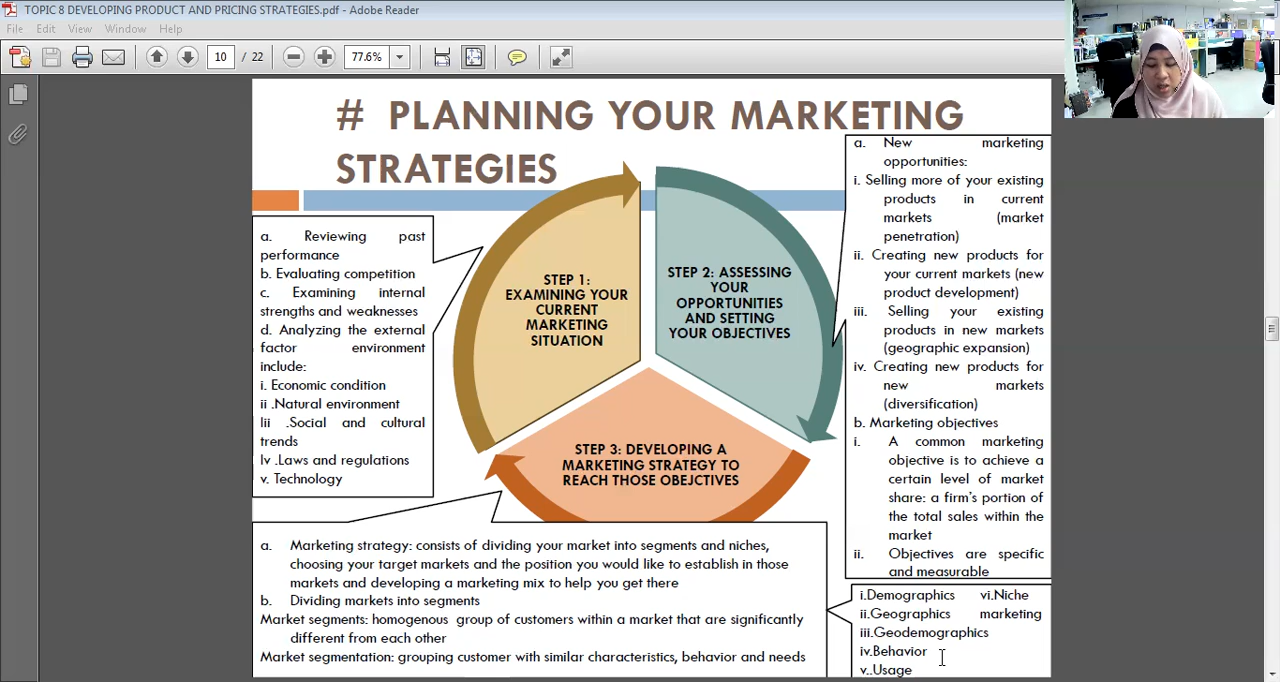 TOPIC 8 DEVELOPING PRODUCT AND PRICING STRATEGIES.pdf - Adobe Reader
File Edit View Window Help
10 / 22 77.6%
# PLANNING YOUR MARKETING
STRATEGIES
a. Reviewing past
performance
b. Evaluating competition
c. Examining internal
strengths and weaknesses
d. Analyzing the external
factor environment
include:
i. Economic condition
ii .Natural environment
Iii .Social and cultural
trends
Iv .Laws and regulations
v. Technology
STEP 1:
EXAMINING YOUR
CURRENT
MARKETING
SITUATION
STEP 2: ASSESSING
YOUR
OPPORTUNITIES
AND SETTING
YOUR OBJECTIVES
a. New marketing
opportunities:
i. Selling more of your existing
products in current
markets (market
penetration)
ii. Creating new products for
your current markets (new
product development)
iii. Selling your existing
products in new markets
(geographic expansion)
iv. Creating new products for
new markets
(diversification)
b. Marketing objectives
i. A common marketing
objective is to achieve a
certain level of market
share: a firm's portion of
the total sales within the
market
ii. Objectives are specific
and measurable
STEP 3: DEVELOPING A
MARKETING STRATEGY TO
REACH THOSE OBEJCTIVES
a. Marketing strategy: consists of dividing your market into segments and niches,
choosing your target markets and the position you would like to establish in those
markets and developing a marketing mix to help you get there
b. Dividing markets into segments
Market segments: homogenous group of customers within a market that are significantly
different from each other
Market segmentation: grouping customer with similar characteristics, behavior and needs
i.Demographics vi.Niche
ii.Geographics marketing
iii.Geodemographics
iv.Behavior
v..Usage